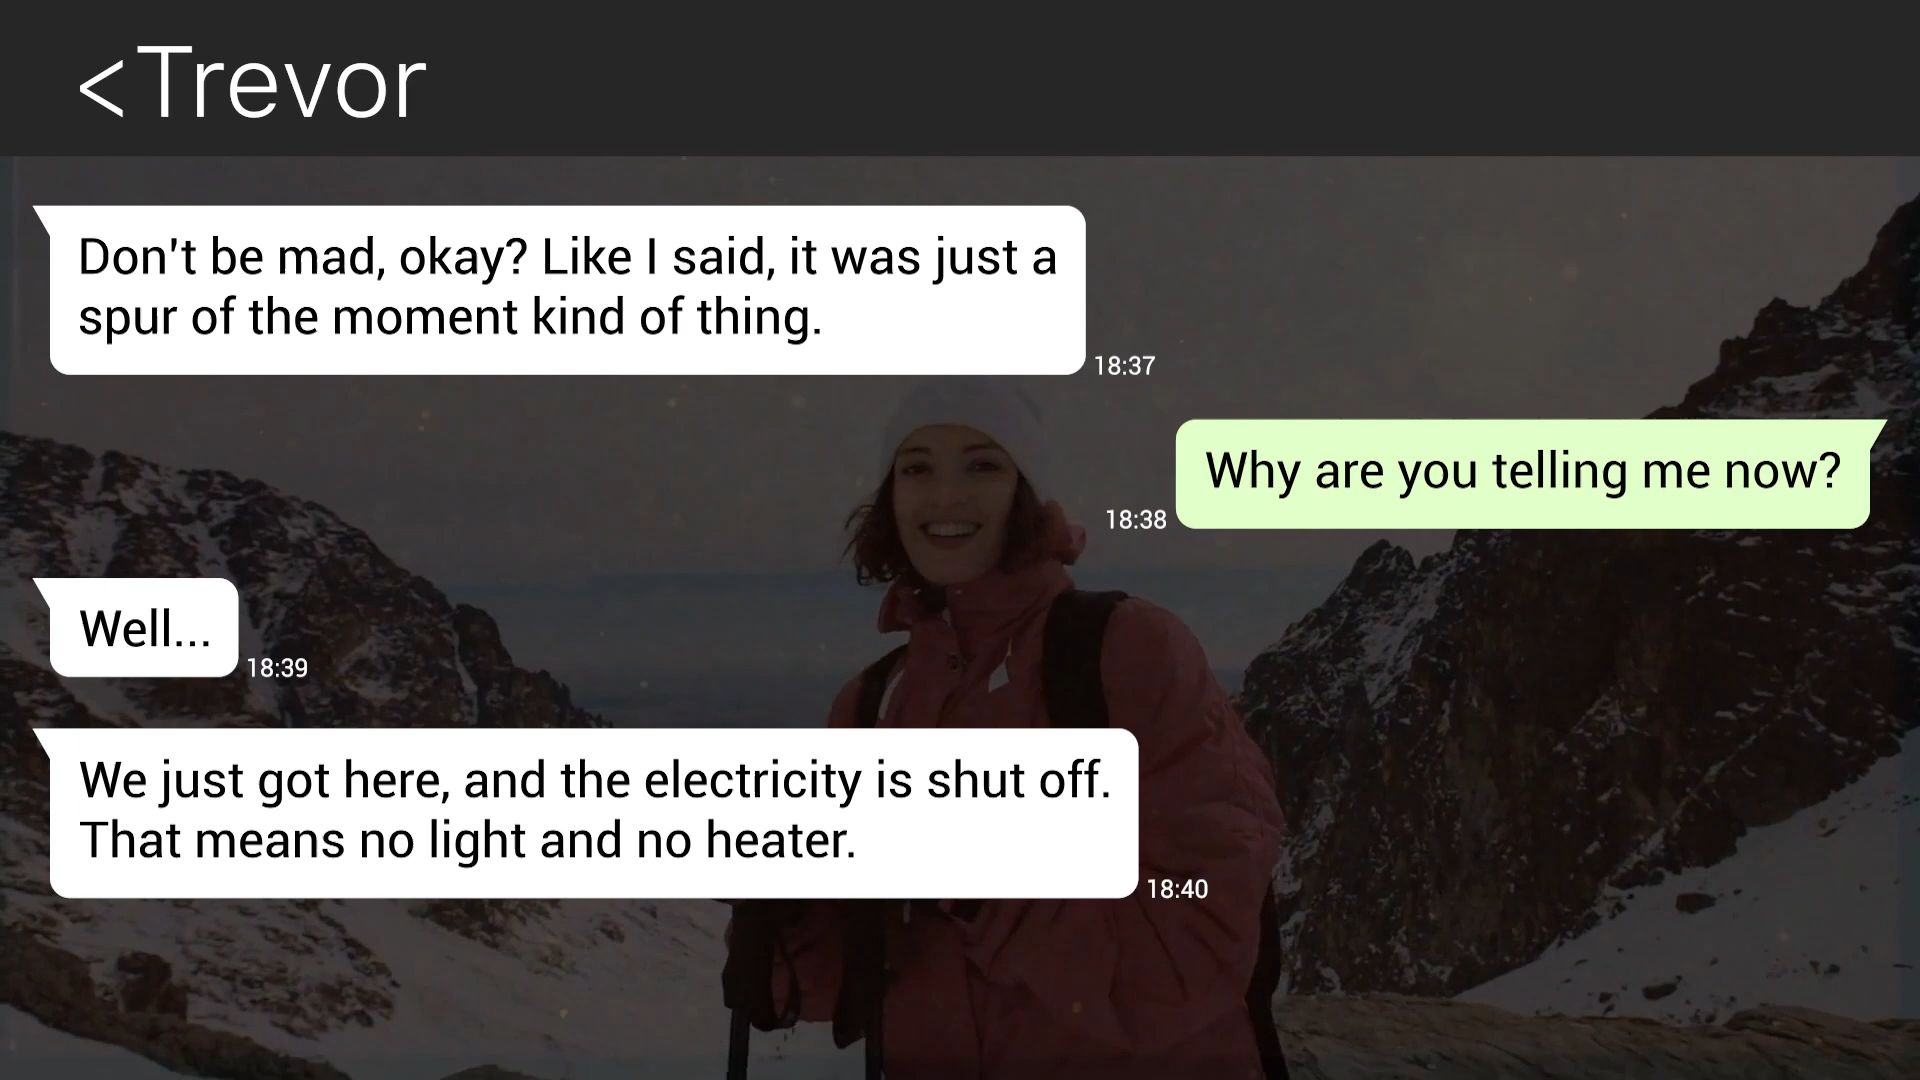 <Trevor
Don't be mad, okay? Like I said, it was just a
spur of the moment kind of thing.
18:37
Why are you telling me now?
18:38
Well...
18:39
We just got here, and the electricity is shut off.
That means no light and no heater.
18:40